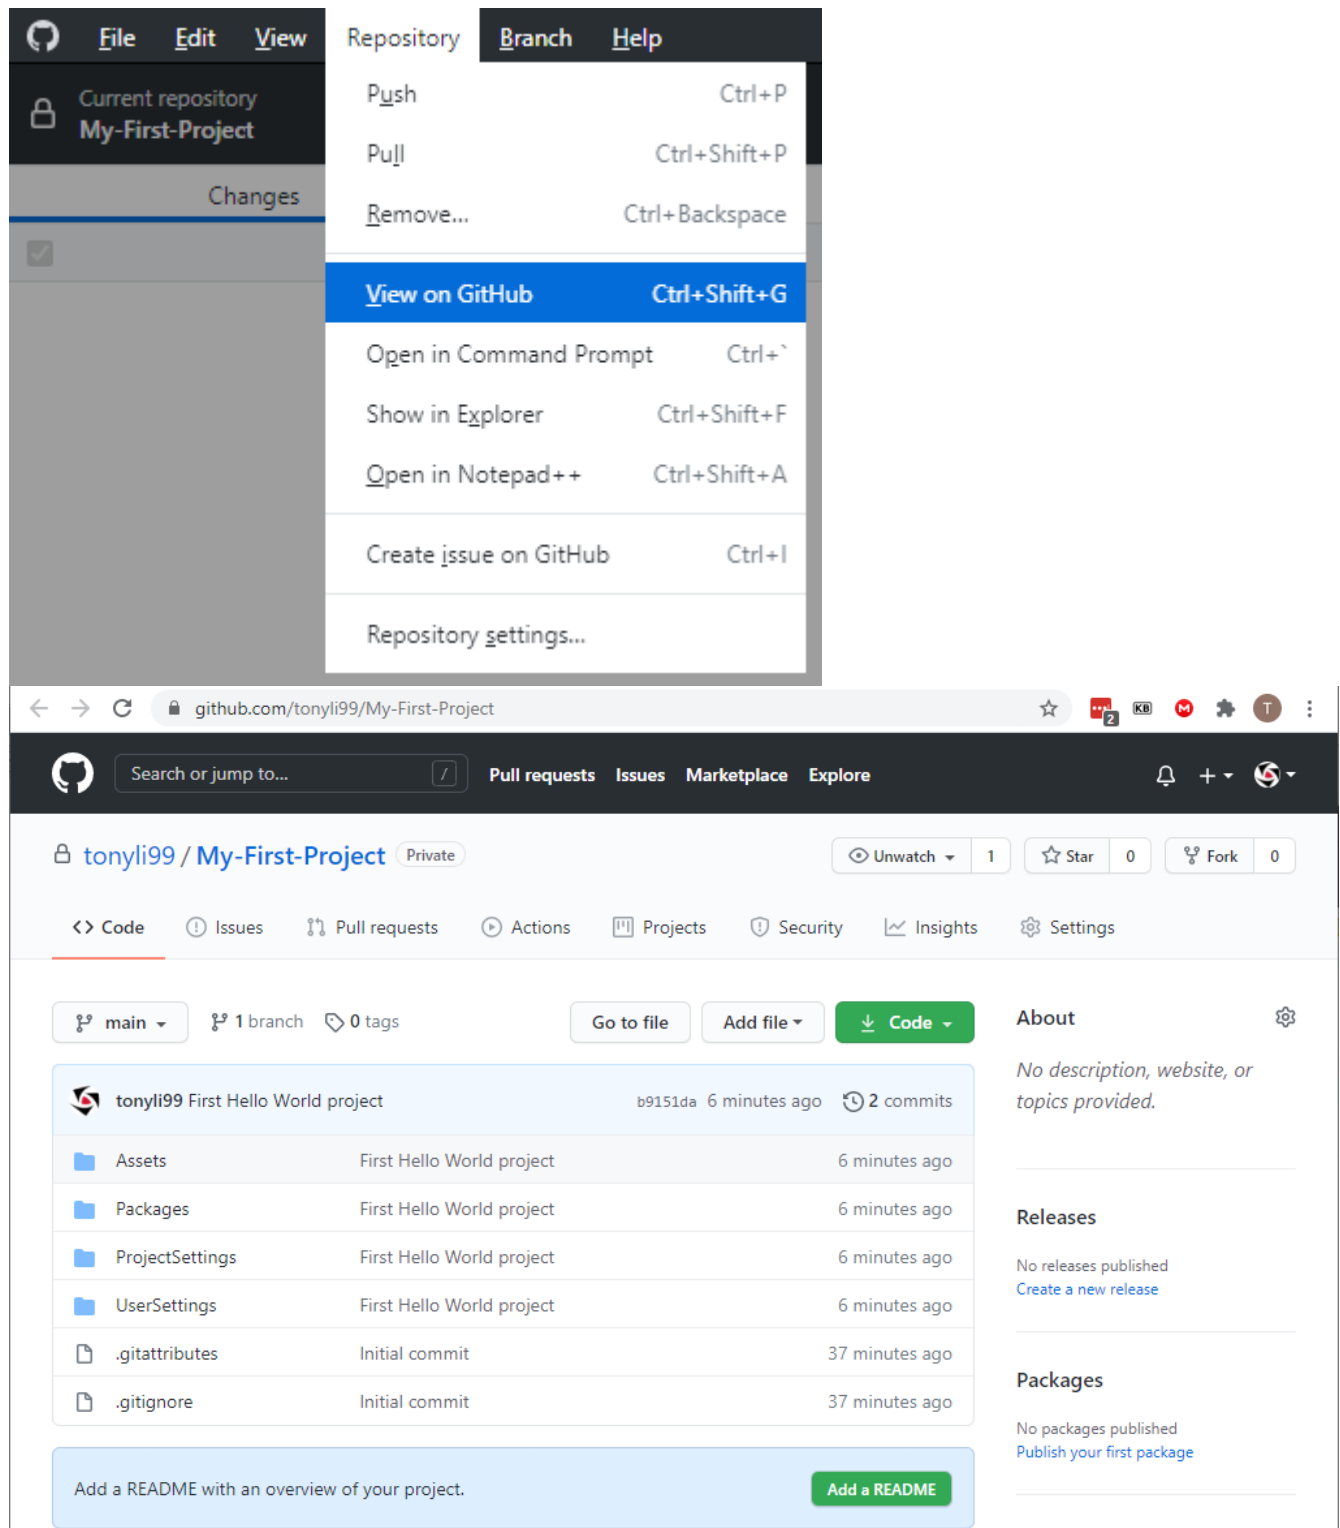 File Edit View Repository Branch Help
Current repository
My-First-Project
Changes
Push Ctrl+P
Pull Ctrl+Shift+P
Remove... Ctrl+Backspace
View on GitHub Ctrl+Shift+G
Open in Command Prompt Ctrl+`
Show in Explorer Ctrl+Shift+F
Open in Notepad++ Ctrl+Shift+A
Create issue on GitHub Ctrl+I
Repository settings...
github.com/tonyli99/My-First-Project 2 KB M T
Search or jump to... / Pull requests Issues Marketplace Explore
tonyli99 / My-First-Project Private Unwatch 1 Star 0 Fork 0
Code Issues Pull requests Actions Projects Security Insights Settings
main 1 branch 0 tags Go to file Add file Code
About
No description, website, or
topics provided.
tonyli99 First Hello World project b9151da 6 minutes ago 2 commits
Assets First Hello World project 6 minutes ago
Packages First Hello World project 6 minutes ago
ProjectSettings First Hello World project 6 minutes ago
UserSettings First Hello World project 6 minutes ago
.gitattributes Initial commit 37 minutes ago
.gitignore Initial commit 37 minutes ago
Releases
No releases published
Create a new release
Packages
No packages published
Publish your first package
Add a README with an overview of your project. Add a README